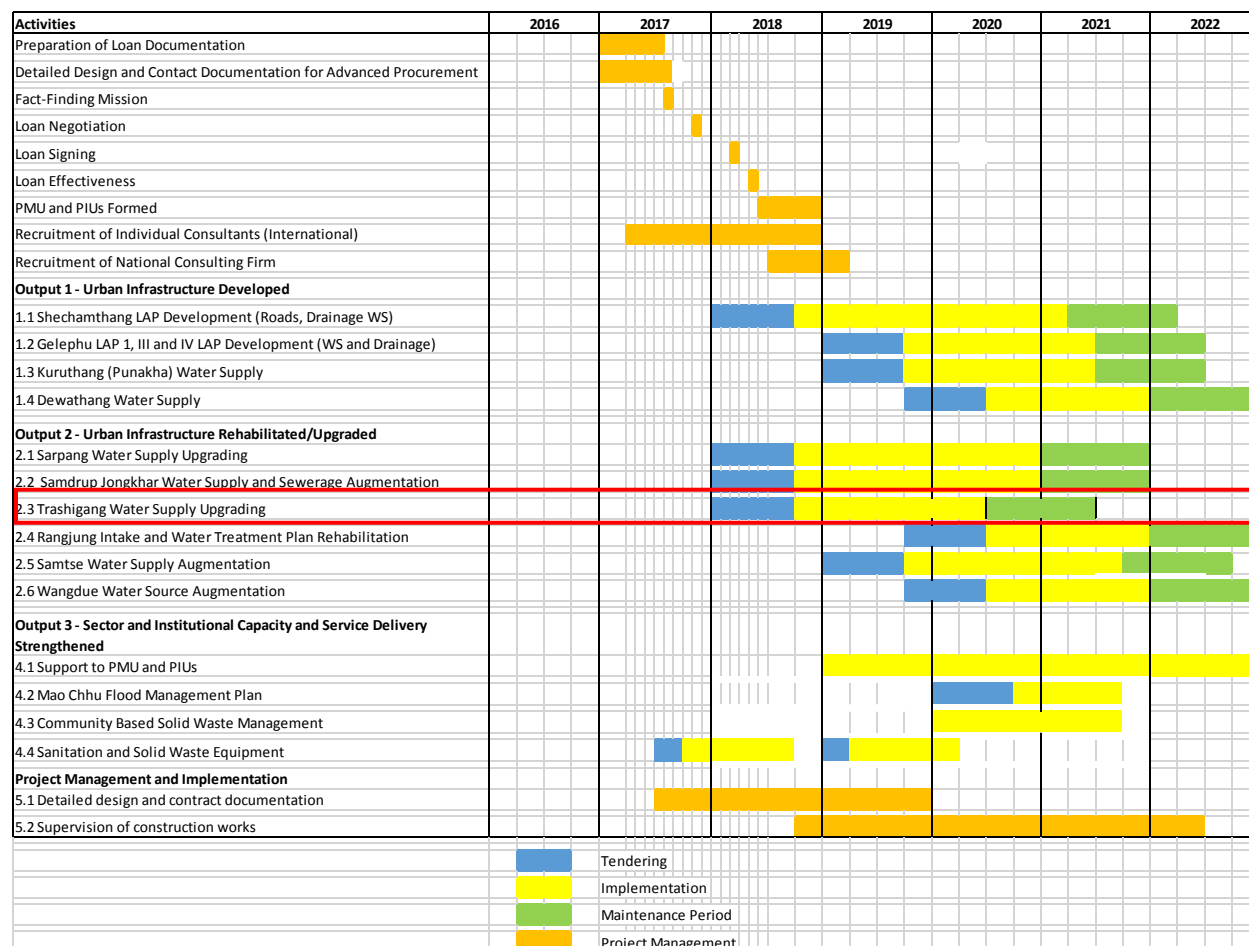 Activities 2016 2017 2018 2019 2020 2021 2022
Preparation of Loan Documentation
Detailed Design and Contact Documentation for Advanced Procurement
Fact-Finding Mission
Loan Negotiation
Loan Signing
Loan Effectiveness
PMU and PIUs Formed
Recruitment of Individual Consultants (International)
Recruitment of National Consulting Firm
Output 1 - Urban Infrastructure Developed
1.1 Shechamthang LAP Development (Roads, Drainage WS)
1.2 Gelephu LAP 1, III and IV LAP Development (WS and Drainage)
1.3 Kuruthang (Punakha) Water Supply
1.4 Dewathang Water Supply
Output 2 - Urban Infrastructure Rehabilitated/Upgraded
2.1 Sarpang Water Supply Upgrading
2.2 Samdrup Jongkhar Water Supply and Sewerage Augmentation
2.3 Trashigang Water Supply Upgrading
2.4 Rangjung Intake and Water Treatment Plan Rehabilitation
2.5 Samtse Water Supply Augmentation
2.6 Wangdue Water Source Augmentation
Output 3 - Sector and Institutional Capacity and Service Delivery
Strengthened
4.1 Support to PMU and PIUs
4.2 Mao Chhu Flood Management Plan
4.3 Community Based Solid Waste Management
4.4 Sanitation and Solid Waste Equipment
Project Management and Implementation
5.1 Detailed design and contract documentation
5.2 Supervision of construction works
Tendering
Implementation
Maintenance Period
Project Management